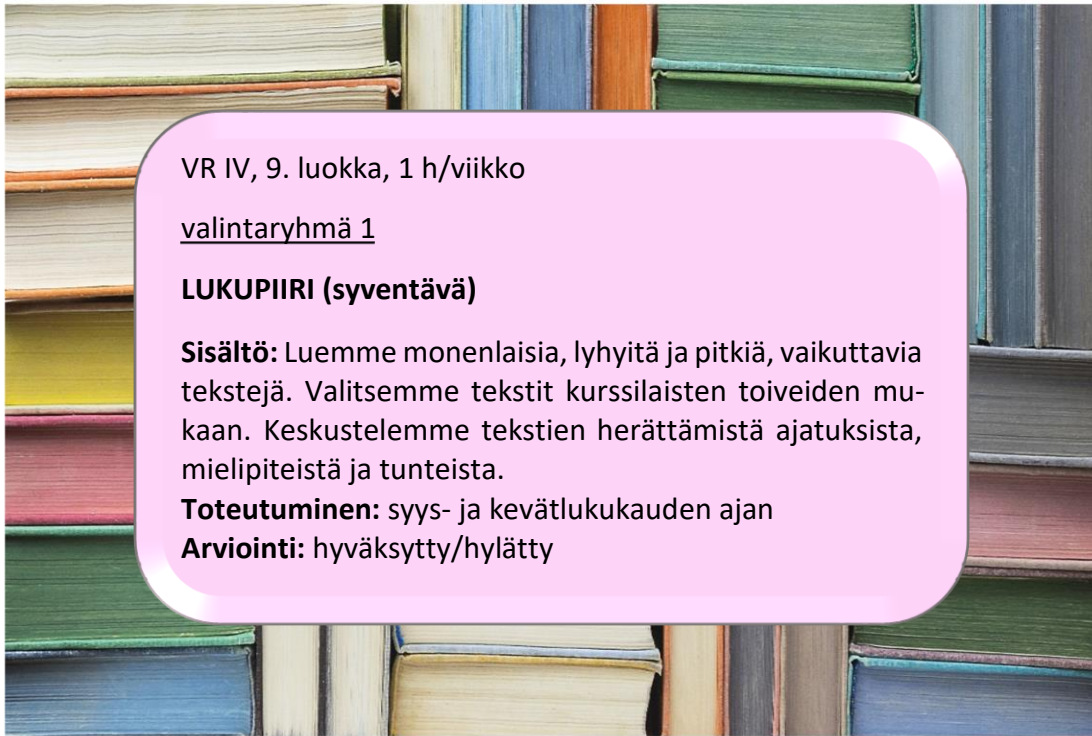 VR IV, 9. luokka, 1 h/viikko
valintaryhmä 1
LUKUPIIRI (syventävä)
Sisältö: Luemme monenlaisia, lyhyitä ja pitkiä, vaikuttavia
tekstejä. Valitsemme tekstit kurssilaisten toiveiden mu-
kaan. Keskustelemme tekstien herättämistä ajatuksista,
mielipiteistä ja tunteista.
Toteutuminen: syys- ja kevätlukukauden ajan
Arviointi: hyväksytty/hylätty